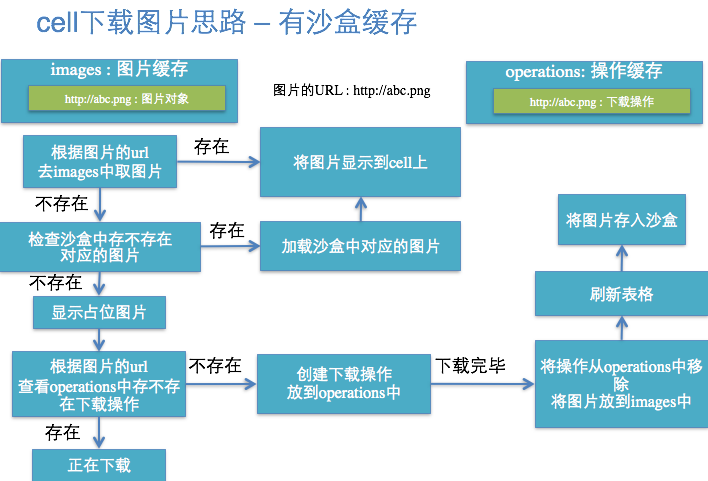 cell下载图片思路 – 有沙盒缓存
images : 图片缓存
http://abc.png : 图片对象
图片的URL : http://abc.png
operations: 操作缓存
http://abc.png : 下载操作
根据图片的url
去images中取图片
存在
将图片显示到cell上
不存在
检查沙盒中存不存在
对应的图片
存在
加载沙盒中对应的图片
将图片存入沙盒
不存在
显示占位图片
刷新表格
根据图片的url
查看operations中存不存
在下载操作
不存在
创建下载操作
放到operations中
下载完毕
将操作从operations中移
除
将图片放到images中
存在
正在下载